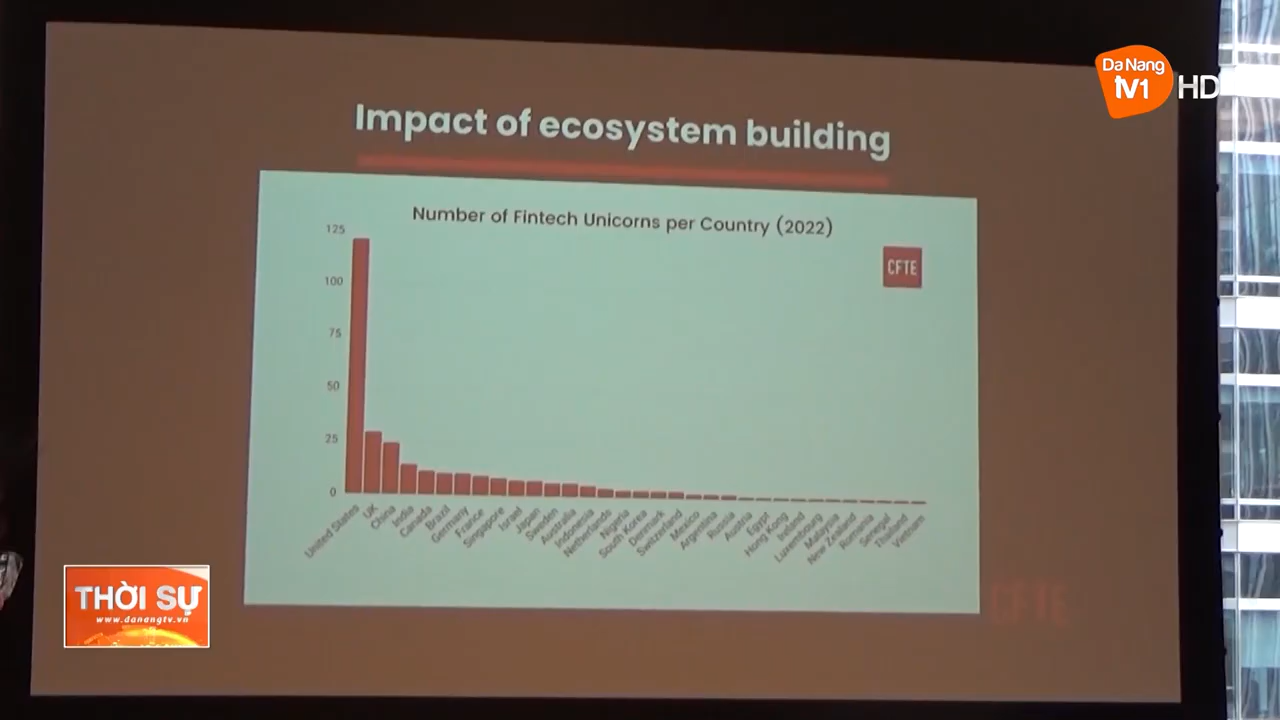 Da Nang
TV1 HD
Impact of ecosystem building
Number of Fintech Unicorns per Country (2022)
CFTE
125
100
75
50
25
0
United States
UK
China
India
Canada
Brazil
Germany
France
Singapore
Israel
Japan
Sweden
Australia
Indonesia
Netherlands
Nigeria
South Korea
Denmark
Switzerland
Mexico
Argentina
Russia
Austria
Egypt
Hong Kong
Ireland
Luxembourg
Malaysia
New Zealand
Romania
Senegal
Thailand
Vietnam
CFTE
THỜI SỰ
www.danangtv.vn